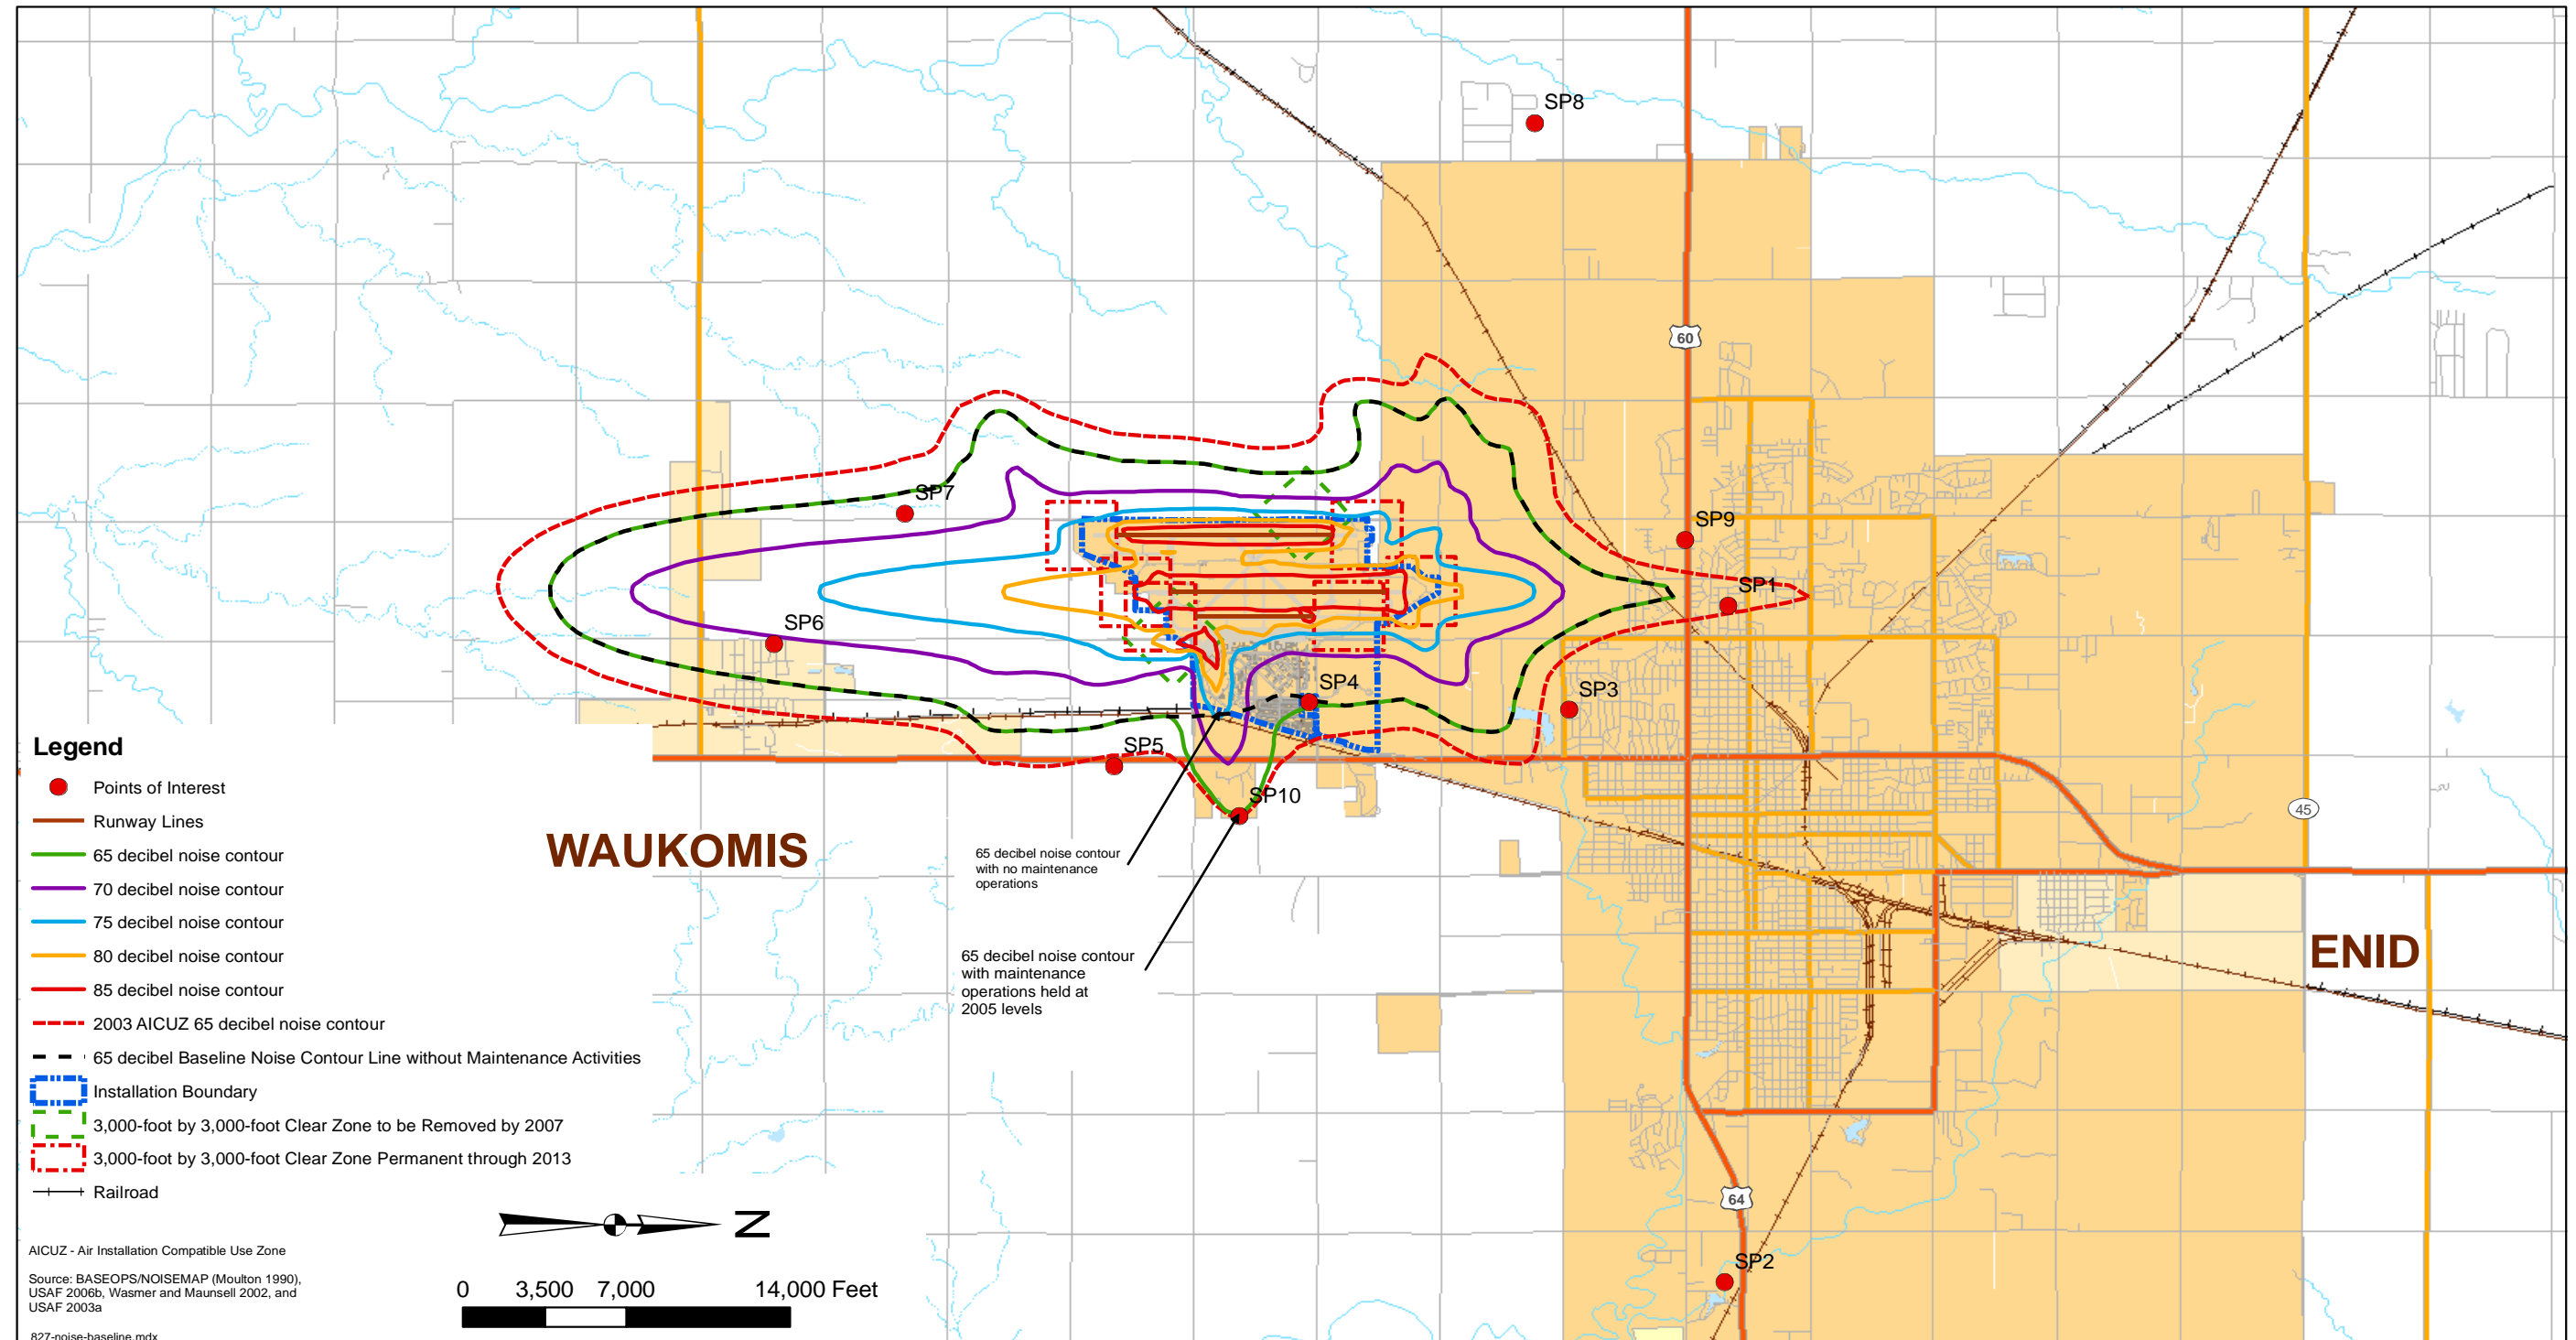 SP8
60
SP7
SP9
SP1
SP6
SP4
SP3
SP5
SP10
45
WAUKOMIS
ENID
65 decibel noise contour
with no maintenance
operations
65 decibel noise contour
with maintenance
operations held at
2005 levels
64
SP2
Legend
Points of Interest
Runway Lines
65 decibel noise contour
70 decibel noise contour
75 decibel noise contour
80 decibel noise contour
85 decibel noise contour
2003 AICUZ 65 decibel noise contour
65 decibel Baseline Noise Contour Line without Maintenance Activities
Installation Boundary
3,000-foot by 3,000-foot Clear Zone to be Removed by 2007
3,000-foot by 3,000-foot Clear Zone Permanent through 2013
Railroad
N
AICUZ - Air Installation Compatible Use Zone
Source: BASEOPS/NOISEMAP (Moulton 1990),
USAF 2006b, Wasmer and Maunsell 2002, and
USAF 2003a
0 3,500 7,000 14,000 Feet
827-noise-baseline.mdx